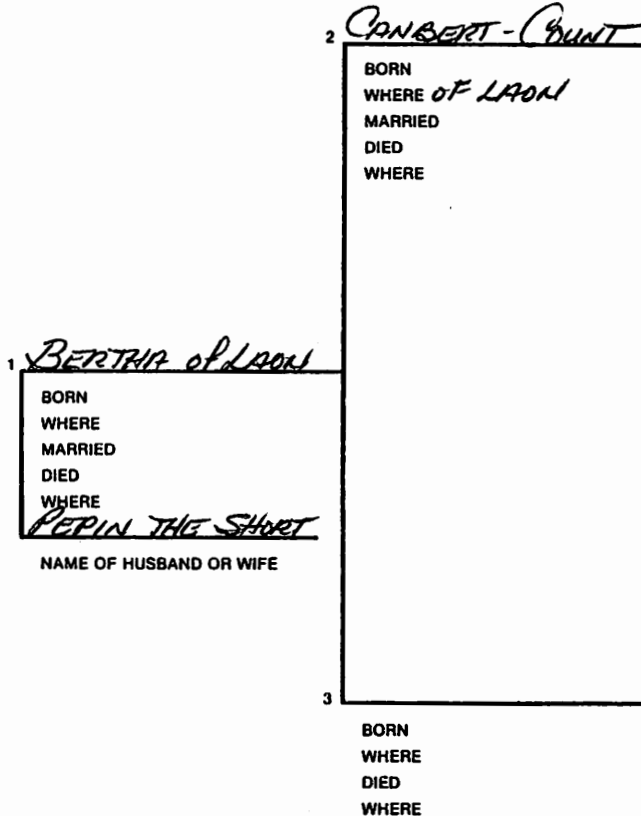 2 CANBERT - COUNT
BORN
WHERE OF LAON
MARRIED
DIED
WHERE
1 BERTHA of LAON
BORN
WHERE
MARRIED
DIED
WHERE
PEPIN THE SHORT
NAME OF HUSBAND OR WIFE
3
BORN
WHERE
DIED
WHERE